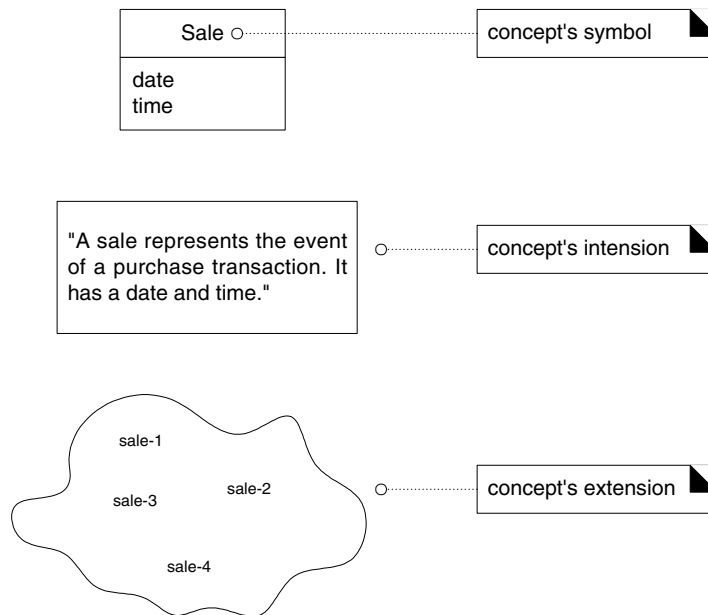 Sale
concept's symbol
date
time
"A sale represents the event
of a purchase transaction. It
has a date and time."
concept's intension
sale-1
sale-3
sale-2
sale-4
concept's extension